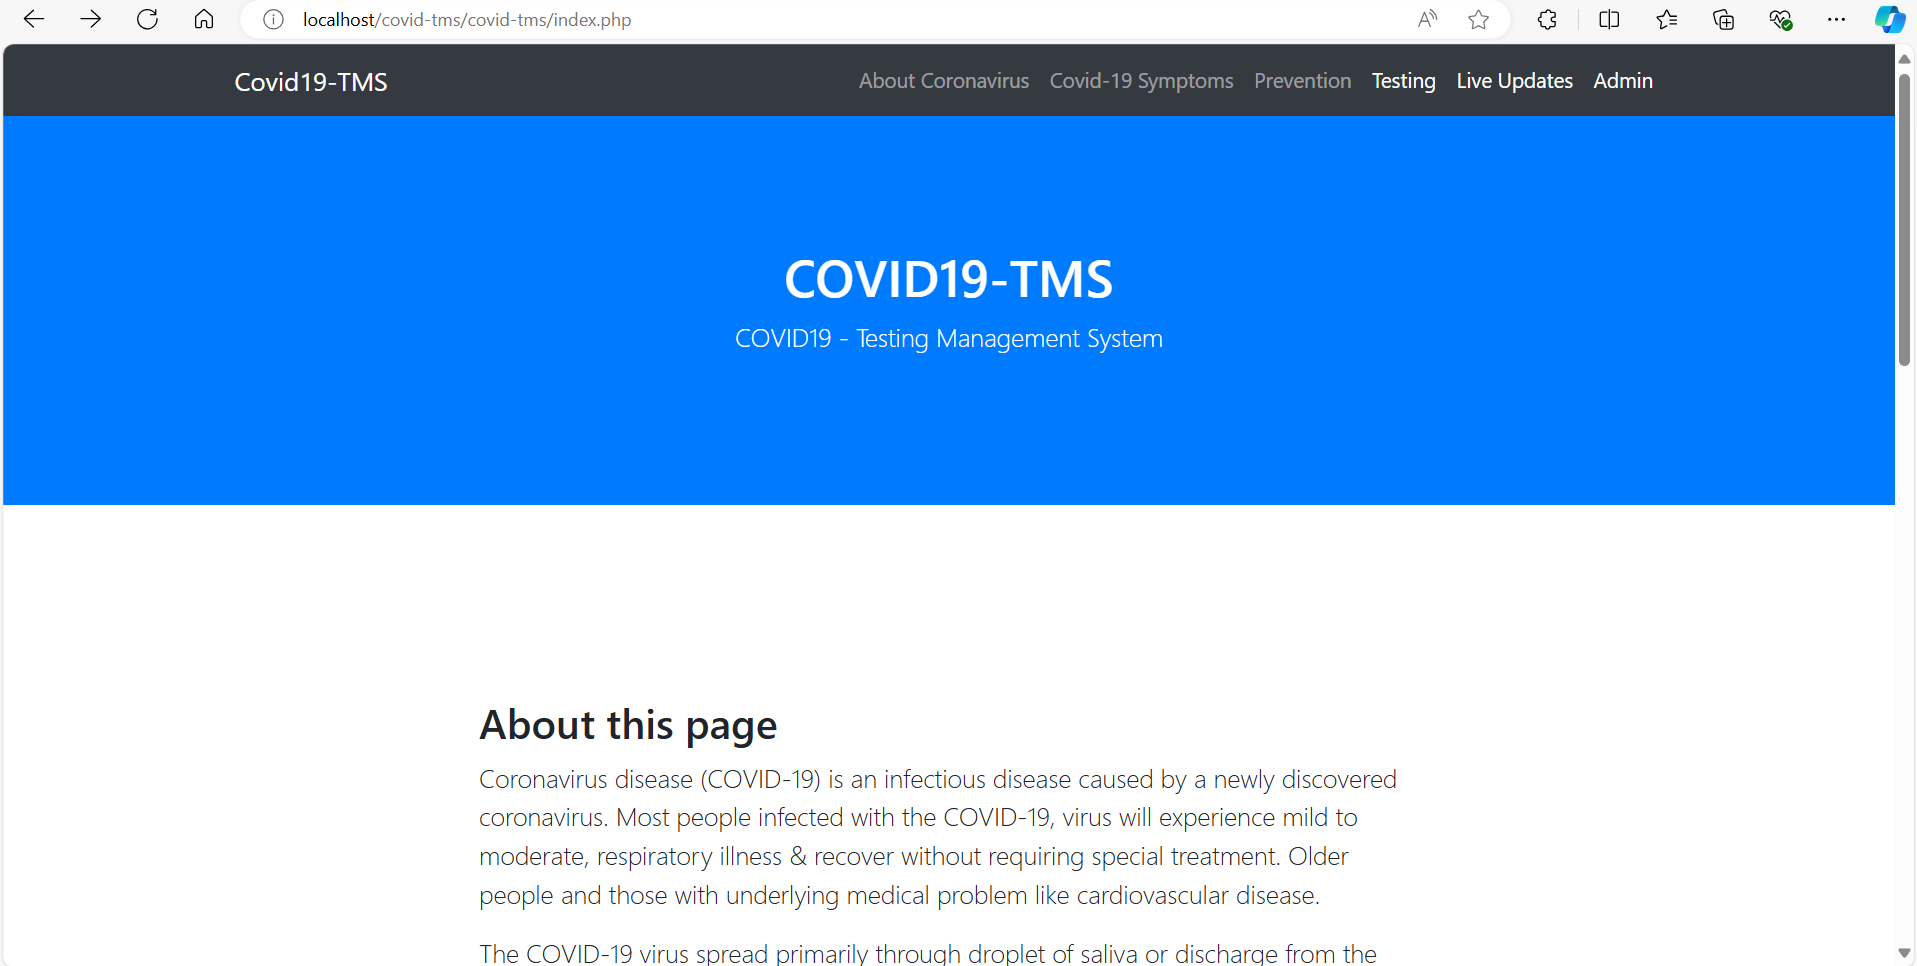 localhost/covid-tms/covid-tms/index.php
Covid19-TMS
About Coronavirus Covid-19 Symptoms Prevention Testing Live Updates Admin
COVID19-TMS
COVID19 - Testing Management System
About this page
Coronavirus disease (COVID-19) is an infectious disease caused by a newly discovered
coronavirus. Most people infected with the COVID-19, virus will experience mild to
moderate, respiratory illness & recover without requiring special treatment. Older
people and those with underlying medical problem like cardiovascular disease.
The COVID-19 virus spread primarily through droplet of saliva or discharge from the